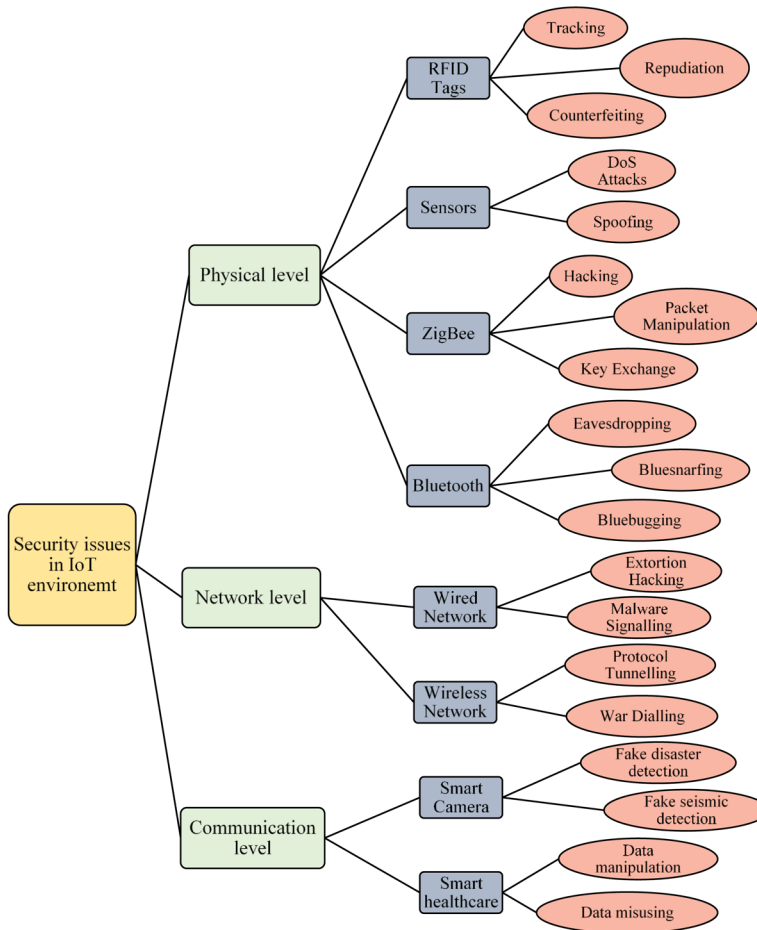 Tracking
RFID
Tags
Repudiation
Counterfeiting
DoS
Attacks
Sensors
Spoofing
Physical level
Hacking
Packet
Manipulation
ZigBee
Key Exchange
Eavesdropping
Bluetooth
Bluesnarfing
Bluebugging
Security issues
in IoT
environemt
Network level
Extortion
Hacking
Wired
Network
Malware
Signalling
Protocol
Tunnelling
Wireless
Network
War Dialling
Communication
level
Fake disaster
detection
Smart
Camera
Fake seismic
detection
Data
manipulation
Smart
healthcare
Data misusing